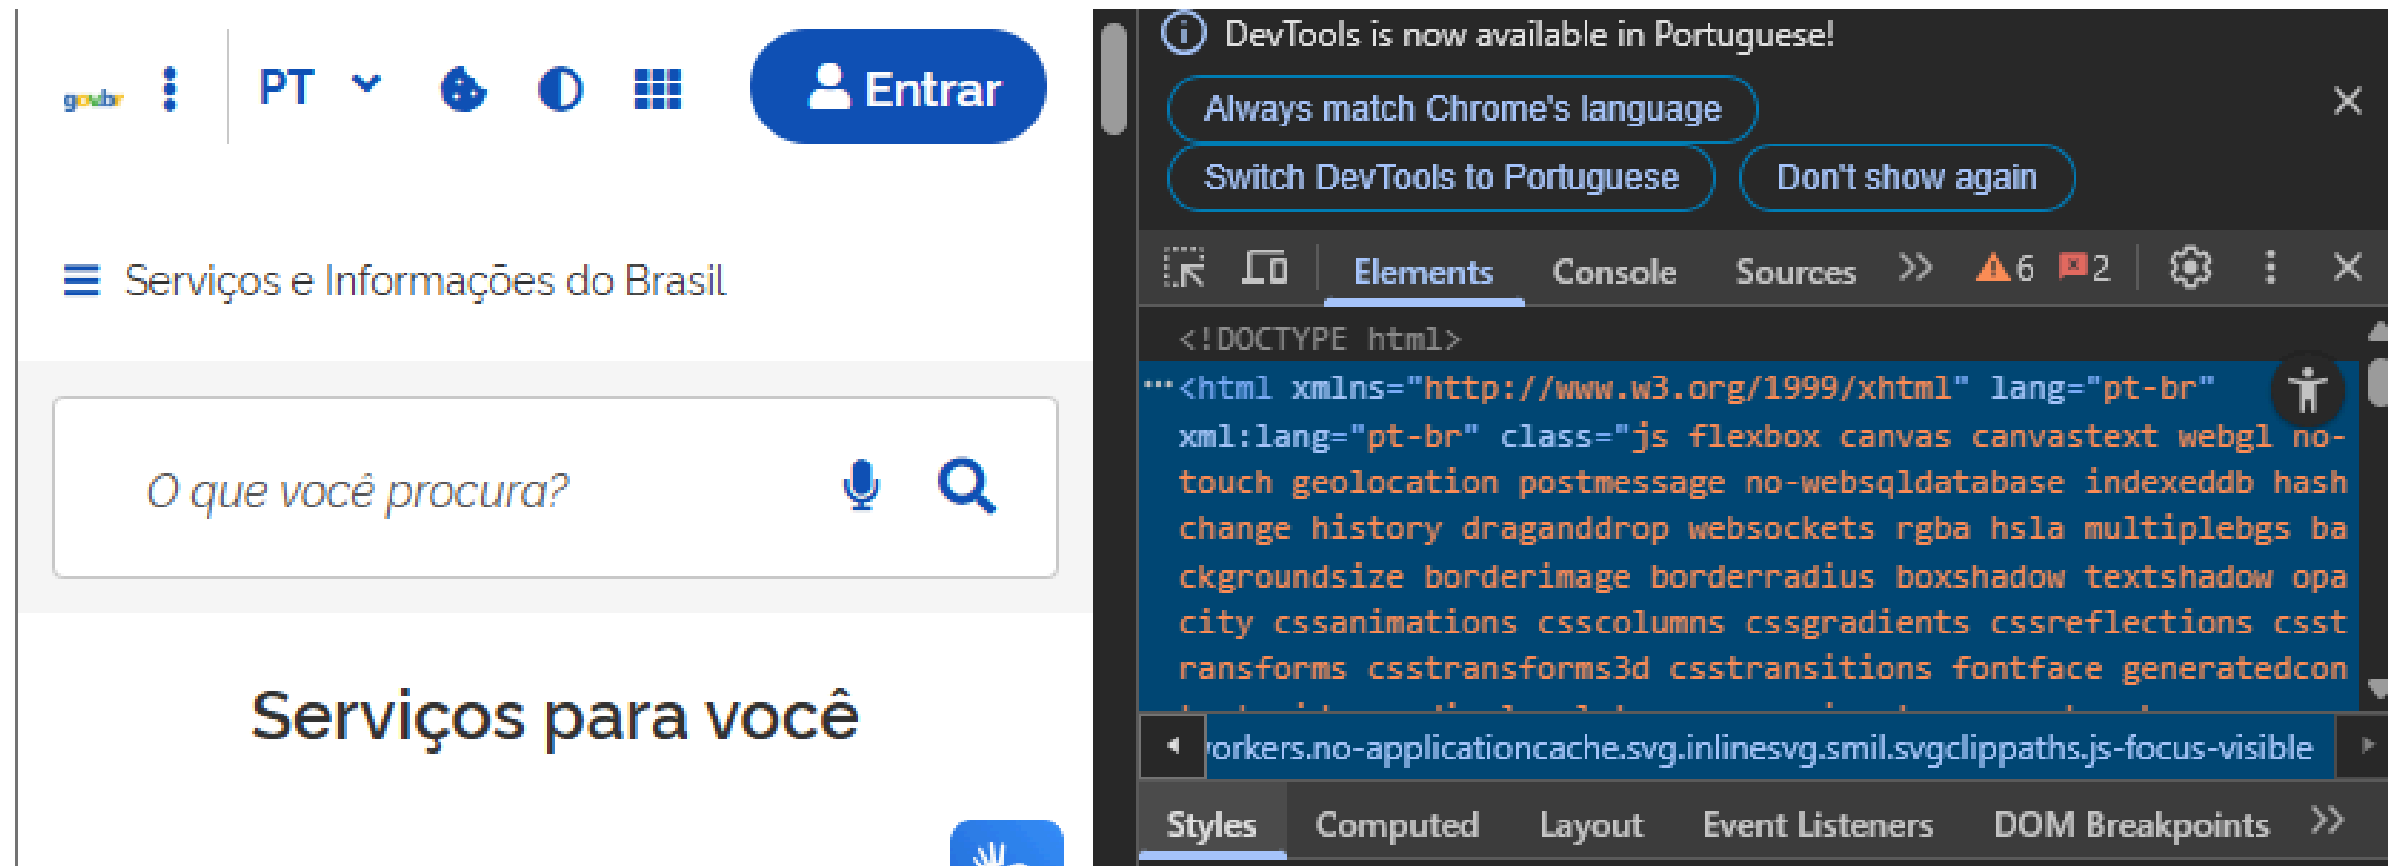 gov.br
PT
Entrar
Serviços e Informações do Brasil
O que você procura?
Serviços para você
DevTools is now available in Portuguese!
Always match Chrome's language
Switch DevTools to Portuguese
Don't show again
Elements Console Sources 6 2
<!DOCTYPE html>
<html xmlns="http://www.w3.org/1999/xhtml" lang="pt-br"
xml:lang="pt-br" class="js flexbox canvas canvastext webgl no-
touch geolocation postmessage no-websqldatabase indexeddb hash
change history draganddrop websockets rgba hsla multiplebgs ba
ckgroundsize borderimage borderradius boxshadow textshadow opa
city cssanimations csscolumns cssgradients cssreflections csst
ransforms csstransforms3d csstransitions fontface generatedcon
orkers.no-applicationcache.svg.inlinesvg.smil.svgclippaths.js-focus-visible
Styles Computed Layout Event Listeners DOM Breakpoints